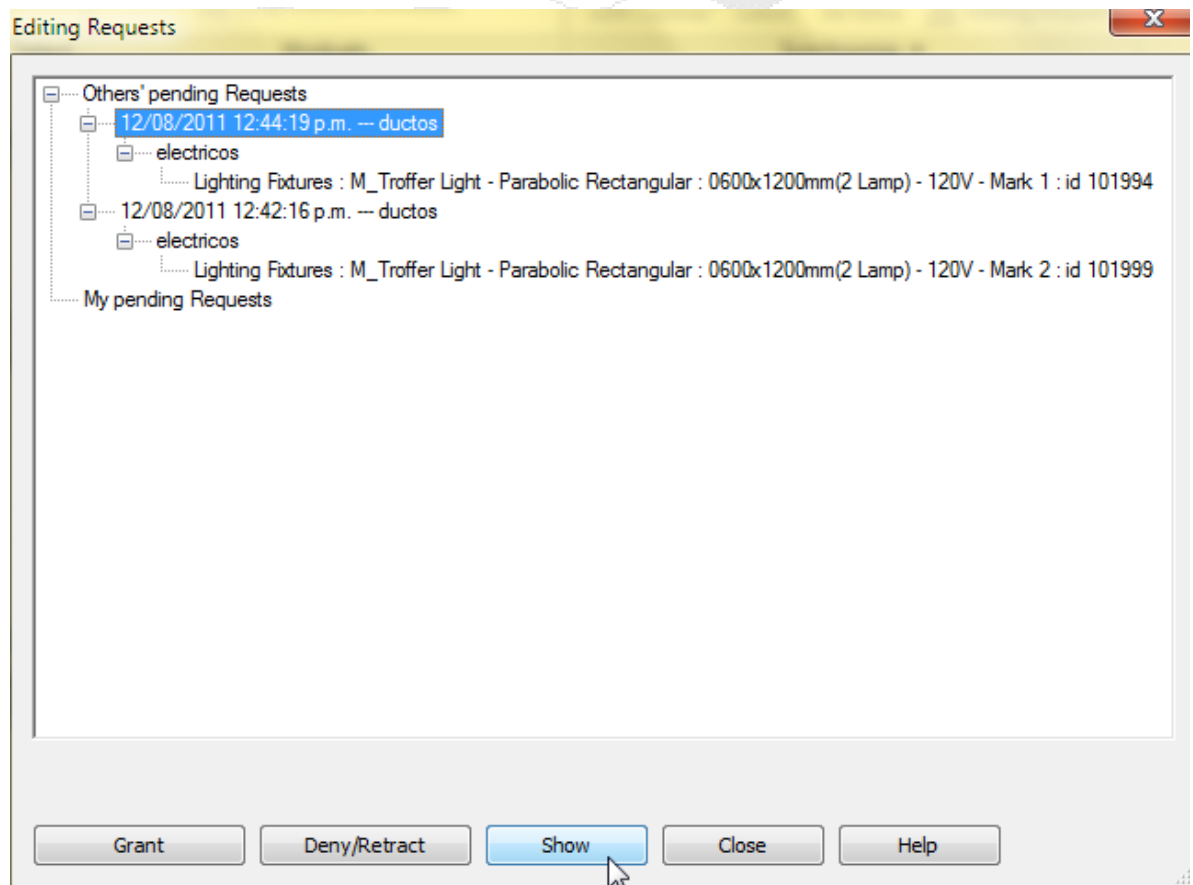 Editing Requests
Others' pending Requests
12/08/2011 12:44:19 p.m. --- ductos
electricos
Lighting Fixtures : M_Troffer Light - Parabolic Rectangular : 0600x1200mm(2 Lamp) - 120V - Mark 1 : id 101994
12/08/2011 12:42:16 p.m. --- ductos
electricos
Lighting Fixtures : M_Troffer Light - Parabolic Rectangular : 0600x1200mm(2 Lamp) - 120V - Mark 2 : id 101999
My pending Requests
Grant Deny/Retract Show Close Help